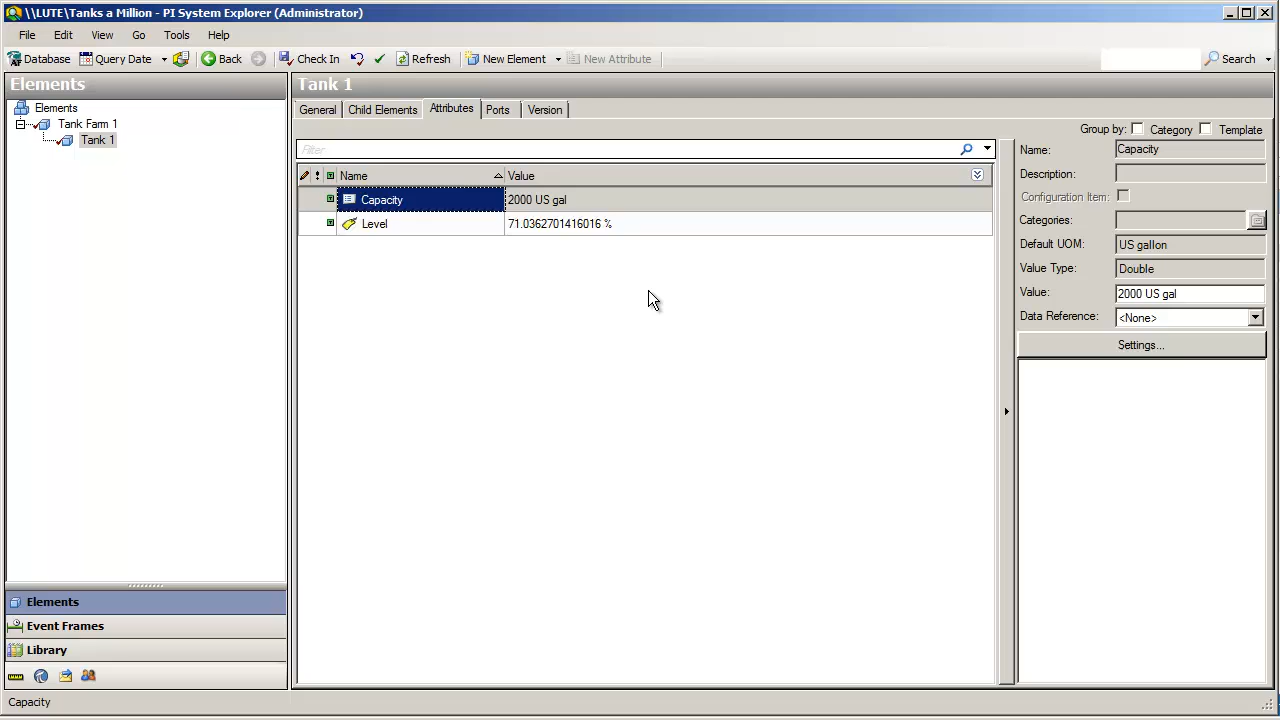 \\LUTE\Tanks a Million - PI System Explorer (Administrator)
File Edit View Go Tools Help
Database Query Date Back Check In Refresh New Element New Attribute Search
Elements
Elements
Tank Farm 1
Tank 1
Elements
Event Frames
Library
Tank 1
General Child Elements Attributes Ports Version
Group by: Category Template
Filter
Name Value
Capacity 2000 US gal
Level 71.0362701416016 %
Name: Capacity
Description:
Configuration Item:
Categories:
Default UOM: US gallon
Value Type: Double
Value: 2000 US gal
Data Reference: <None>
Settings...
Capacity